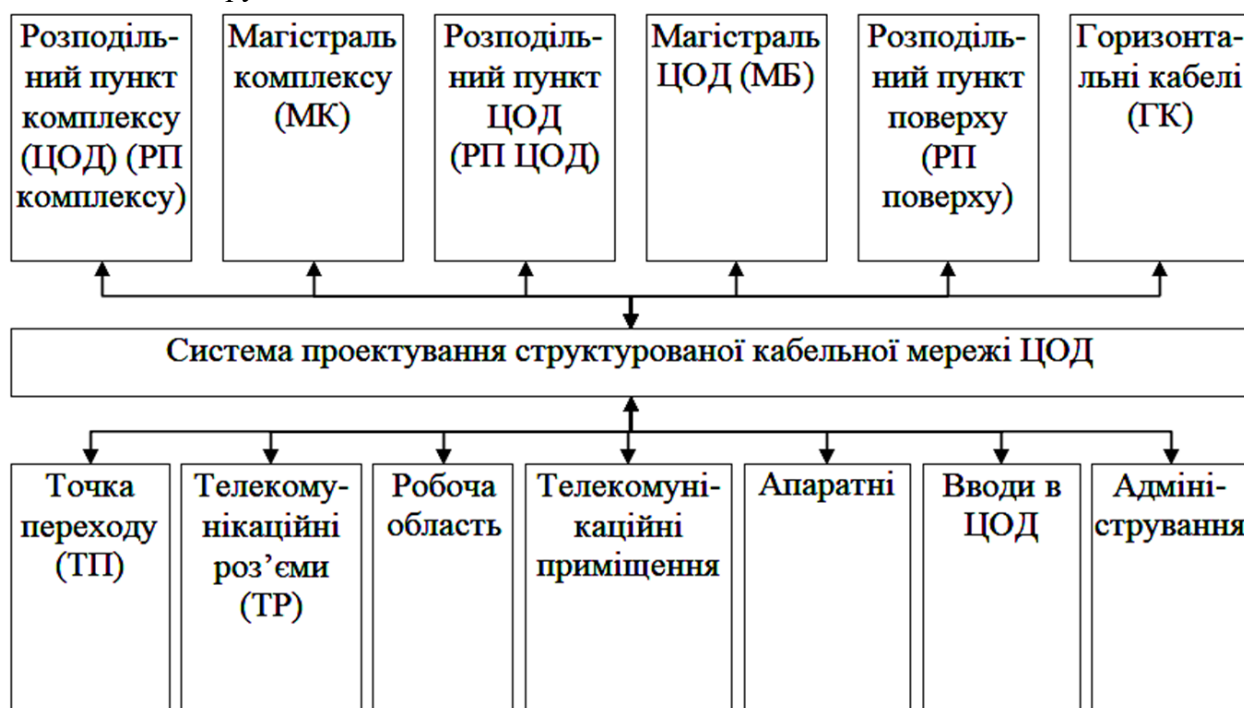 Розподіль-
ний пункт
комплексу
(ЦОД) (РП
комплексу)
Магістраль
комплексу
(МК)
Розподіль-
ний пункт
ЦОД
(РП ЦОД)
Магістраль
ЦОД (МБ)
Розподіль-
ний пункт
поверху
(РП
поверху)
Горизонта-
льні кабелі
(ГК)
Система проектування структурованої кабельної мережі ЦОД
Точка
переходу
(ТП)
Телекому-
нікаційні
роз’єми
(ТР)
Робоча
область
Телекомуні-
каційні
приміщення
Апаратні
Вводи в
ЦОД
Адміні-
стрування